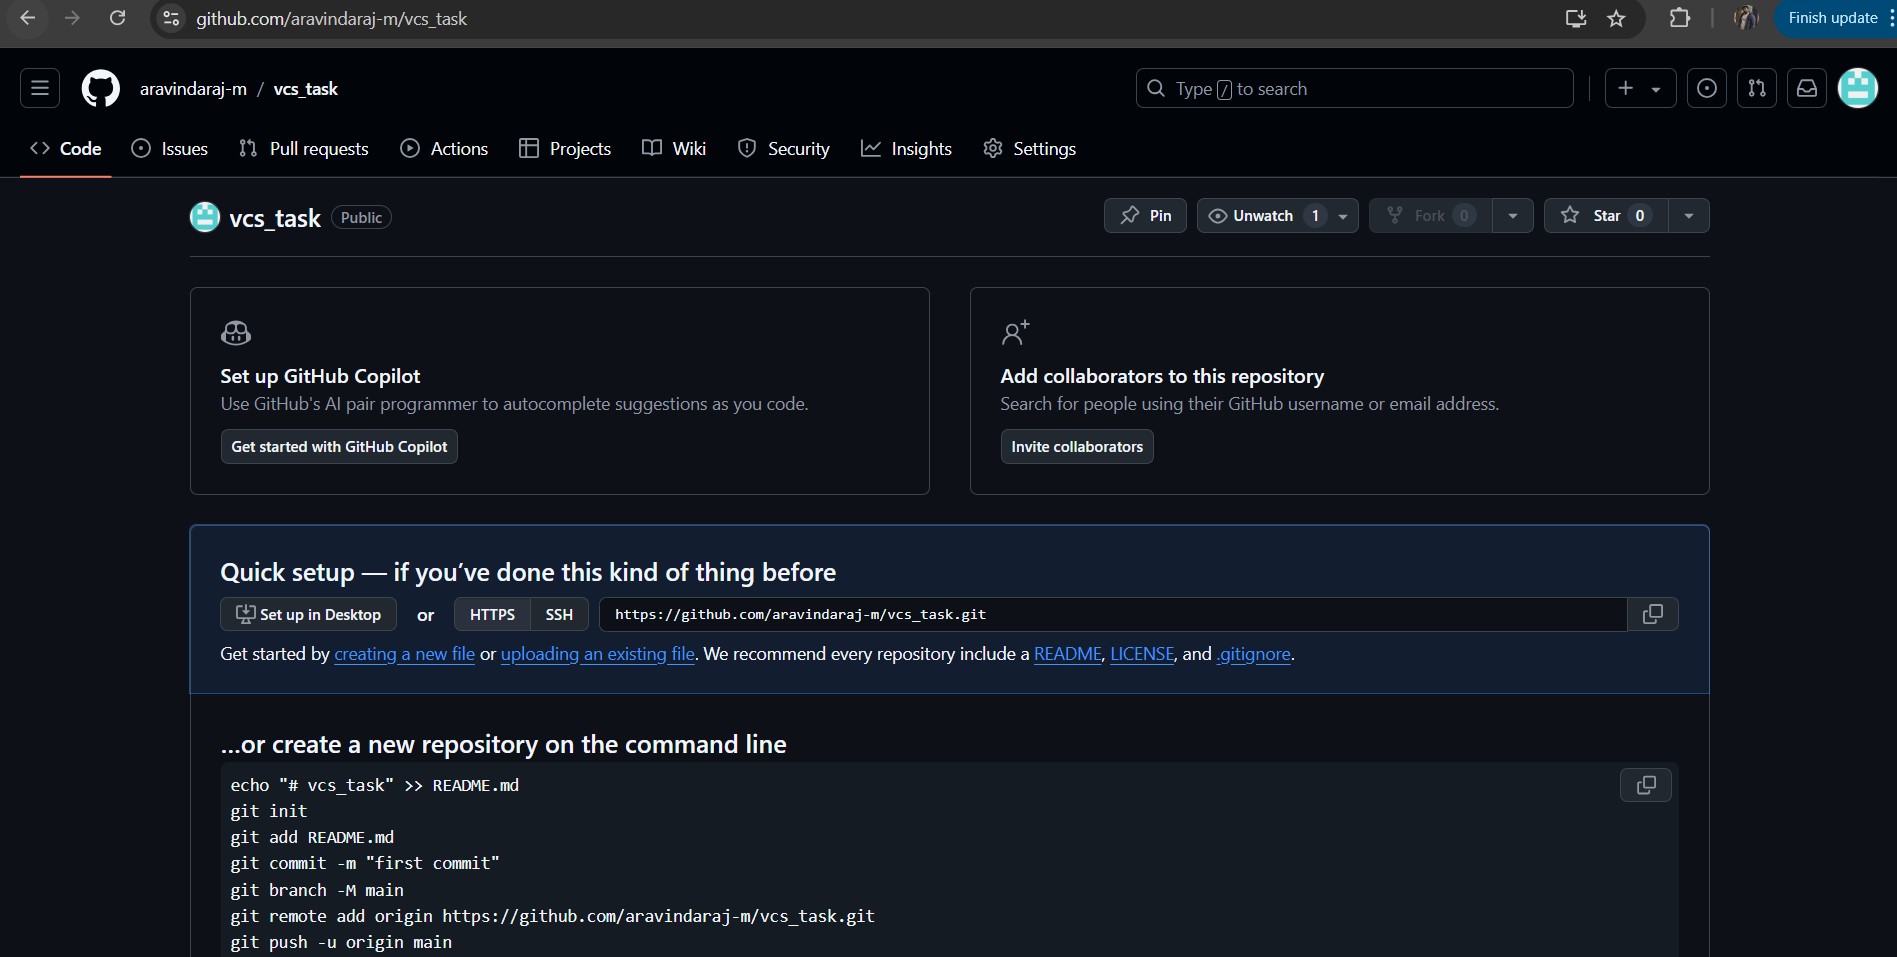 github.com/aravindaraj-m/vcs_task
Finish update
aravindaraj-m / vcs_task
Type / to search
Code Issues Pull requests Actions Projects Wiki Security Insights Settings
vcs_task Public
Pin Unwatch 1 Fork 0 Star 0
Set up GitHub Copilot
Use GitHub's AI pair programmer to autocomplete suggestions as you code.
Get started with GitHub Copilot
Add collaborators to this repository
Search for people using their GitHub username or email address.
Invite collaborators
Quick setup — if you’ve done this kind of thing before
Set up in Desktop or HTTPS SSH https://github.com/aravindaraj-m/vcs_task.git
Get started by creating a new file or uploading an existing file. We recommend every repository include a README, LICENSE, and .gitignore.
…or create a new repository on the command line
echo "# vcs_task" >> README.md
git init
git add README.md
git commit -m "first commit"
git branch -M main
git remote add origin https://github.com/aravindaraj-m/vcs_task.git
git push -u origin main